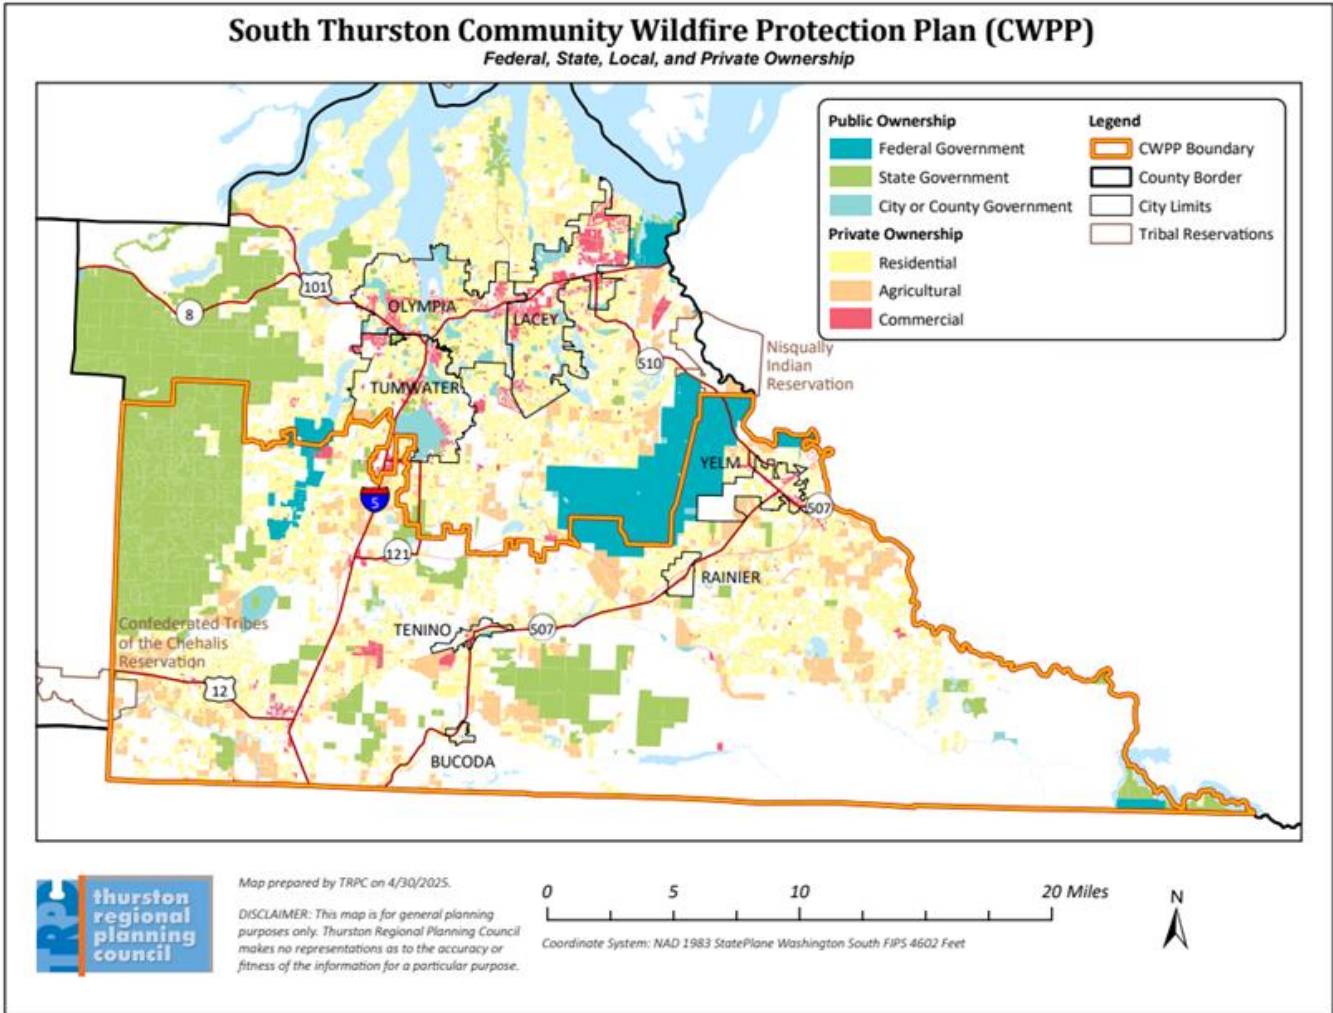 South Thurston Community Wildfire Protection Plan (CWPP)
Federal, State, Local, and Private Ownership
Public Ownership
Federal Government
State Government
City or County Government
Private Ownership
Residential
Agricultural
Commercial
Legend
CWPP Boundary
County Border
City Limits
Tribal Reservations
101
8
OLYMPIA
LACEY
510
Nisqually
Indian
Reservation
TUMWATER
YELM
5
507
121
RAINIER
TENINO
507
Confederated Tribes
of the Chehalis
Reservation
12
BUCODA
TRPC
thurston
regional
planning
council
Map prepared by TRPC on 4/30/2025.
DISCLAIMER: This map is for general planning
purposes only. Thurston Regional Planning Council
makes no representations as to the accuracy or
fitness of the information for a particular purpose.
0 5 10 20 Miles
Coordinate System: NAD 1983 StatePlane Washington South FIPS 4602 Feet
N